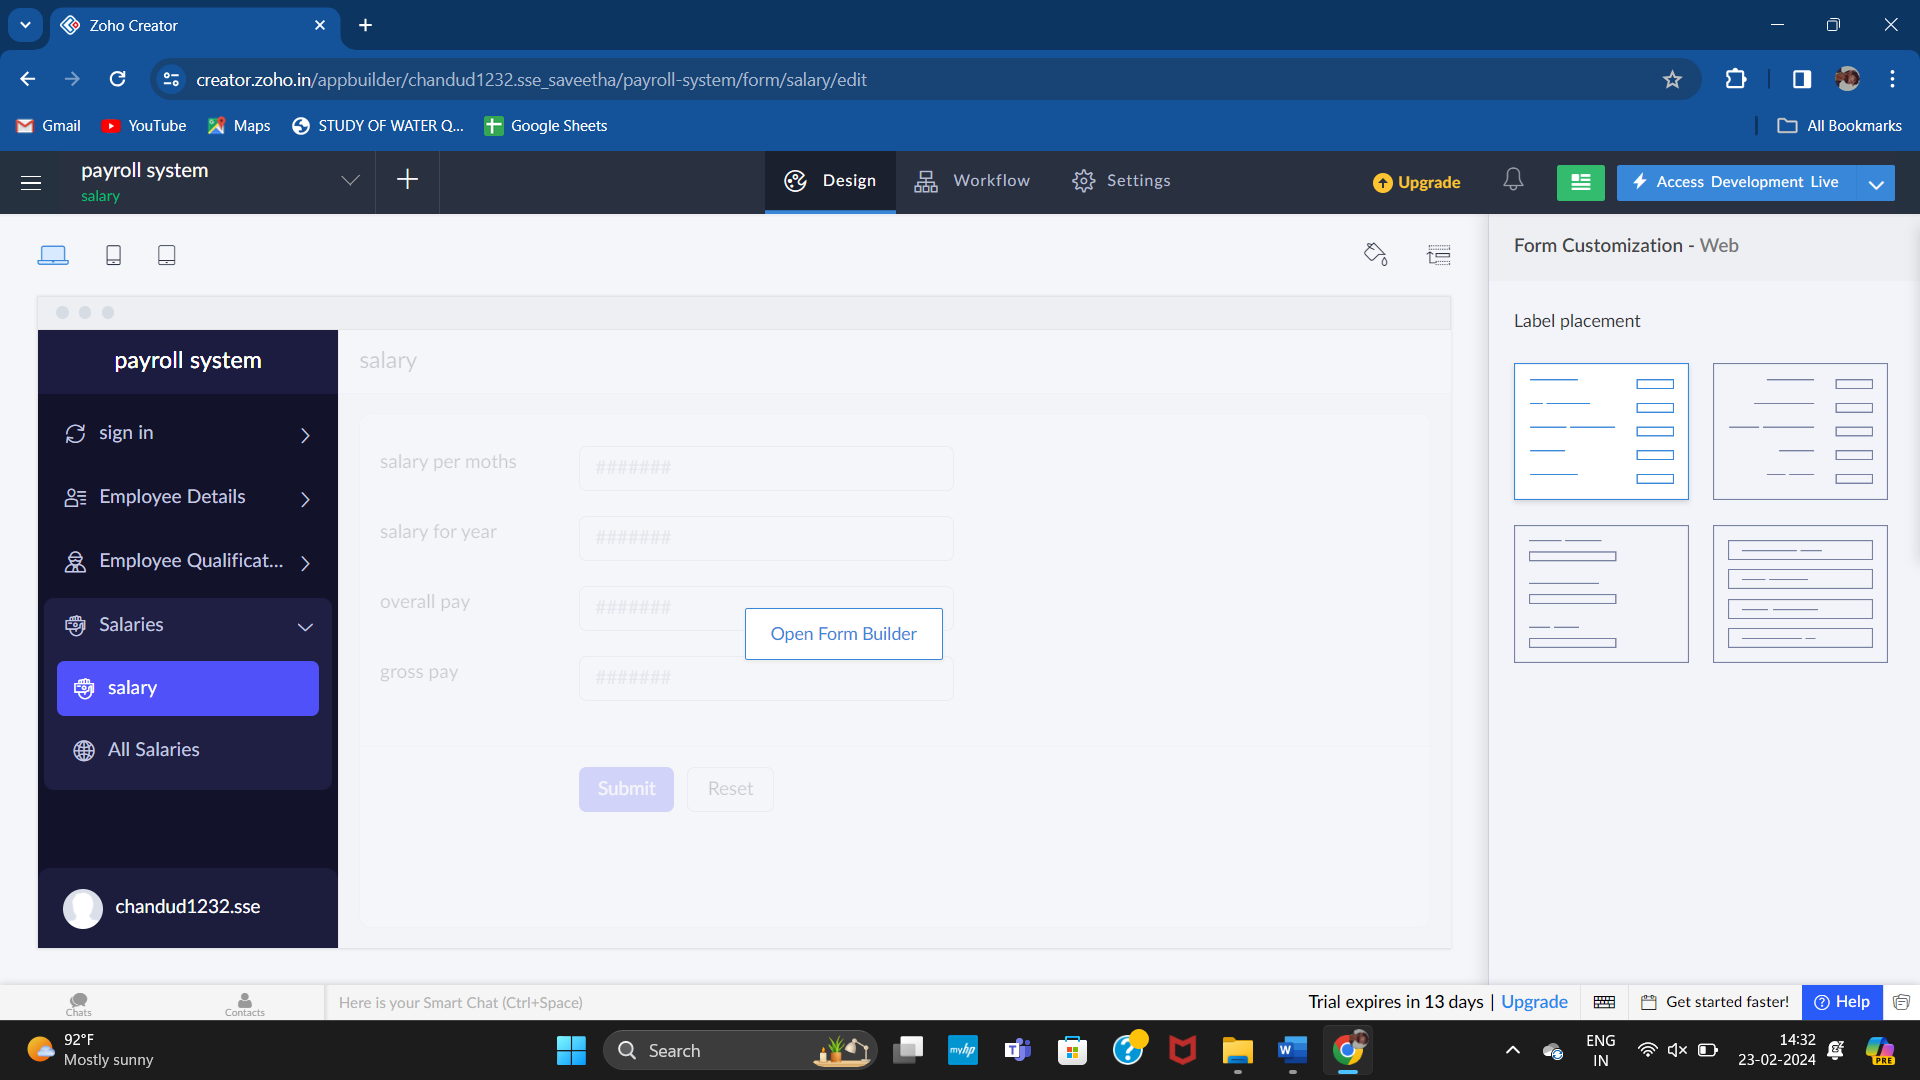 Zoho Creator
creator.zoho.in/appbuilder/chandud1232.sse_saveetha/payroll-system/form/salary/edit
Gmail
YouTube
Maps
STUDY OF WATER Q...
Google Sheets
All Bookmarks
payroll system
salary
Design
Workflow
Settings
Upgrade
Access Development Live
Form Customization - Web
Label placement
payroll system
sign in
Employee Details
Employee Qualificat...
Salaries
salary
All Salaries
chandud1232.sse
salary
salary per moths
#######
salary for year
#######
overall pay
#######
Open Form Builder
gross pay
#######
Submit
Reset
Chats
Contacts
Here is your Smart Chat (Ctrl+Space)
Trial expires in 13 days | Upgrade
Get started faster!
Help
92°F
Mostly sunny
Search
myhp
ENG
IN
14:32
23-02-2024
PRE